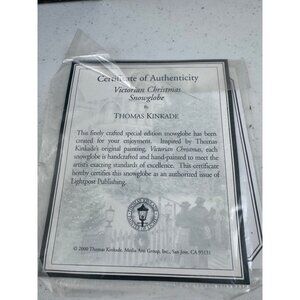 Certificate of Authenticity
Victorian Christmas
Snowglobe
By
THOMAS KINKADE
This finely crafted special edition snowglobe has been
created for your enjoyment. Inspired by Thomas
Kinkade's original painting, Victorian Christmas, each
snowglobe is handcrafted and hand-painted to meet the
artist's exacting standards of excellence. This certificate
hereby certifies this snowglobe as an authorized issue of
Lightpost Publishing.
© 2000 Thomas Kinkade, Media Arts Group, Inc., San Jose, CA 95131